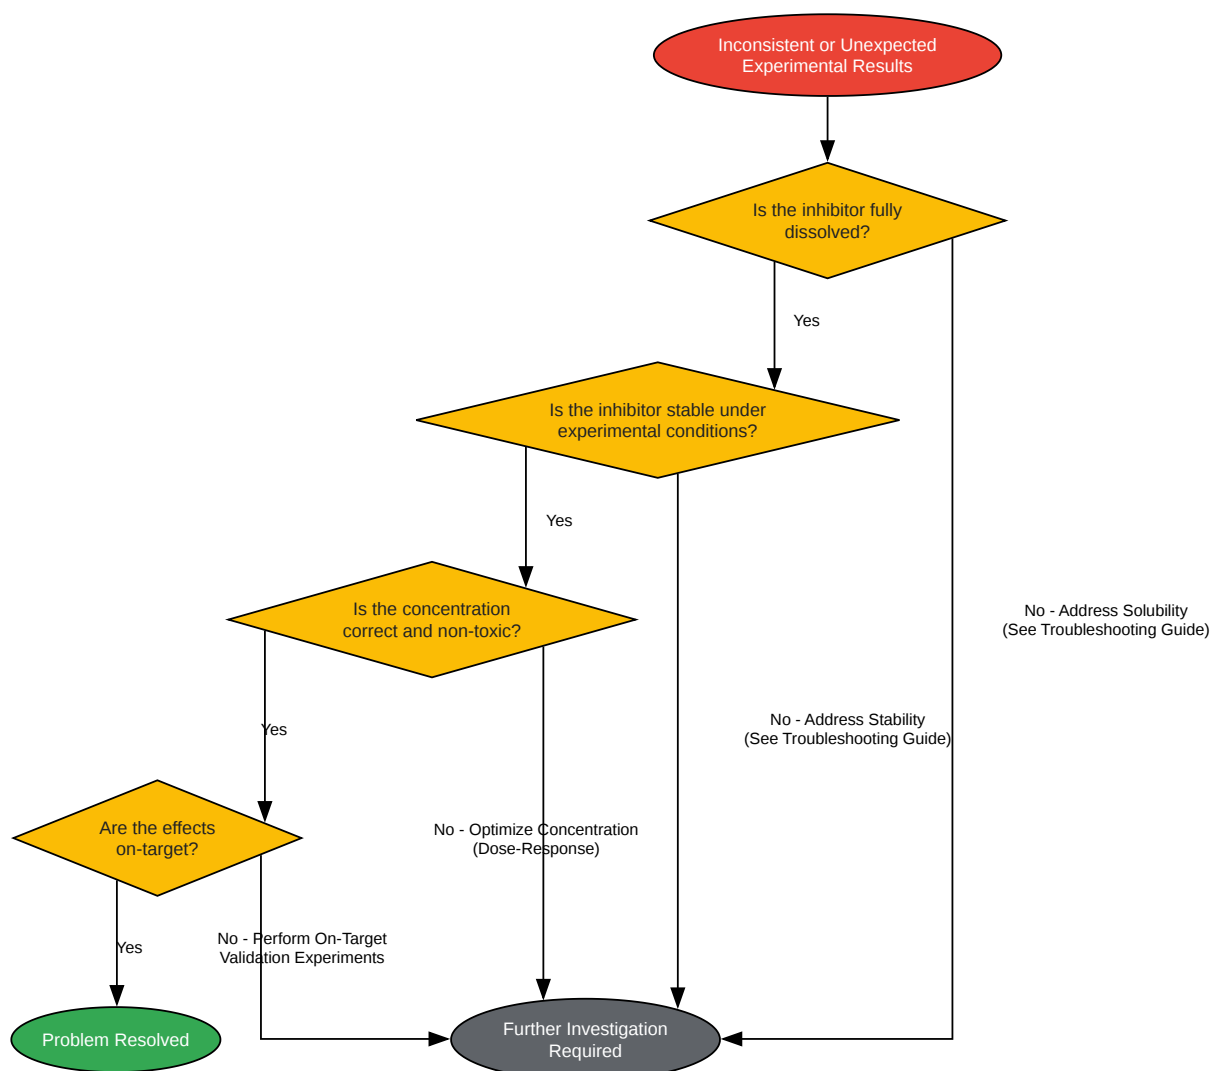 Inconsistent or Unexpected
Experimental Results
Is the inhibitor fully
dissolved?
Yes
Is the inhibitor stable under
experimental conditions?
Yes
Is the concentration
correct and non-toxic?
No - Address Solubility
(See Troubleshooting Guide)
Yes
No - Address Stability
(See Troubleshooting Guide)
Are the effects
on-target?
No - Optimize Concentration
(Dose-Response)
Yes
No - Perform On-Target
Validation Experiments
Problem Resolved
Further Investigation
Required